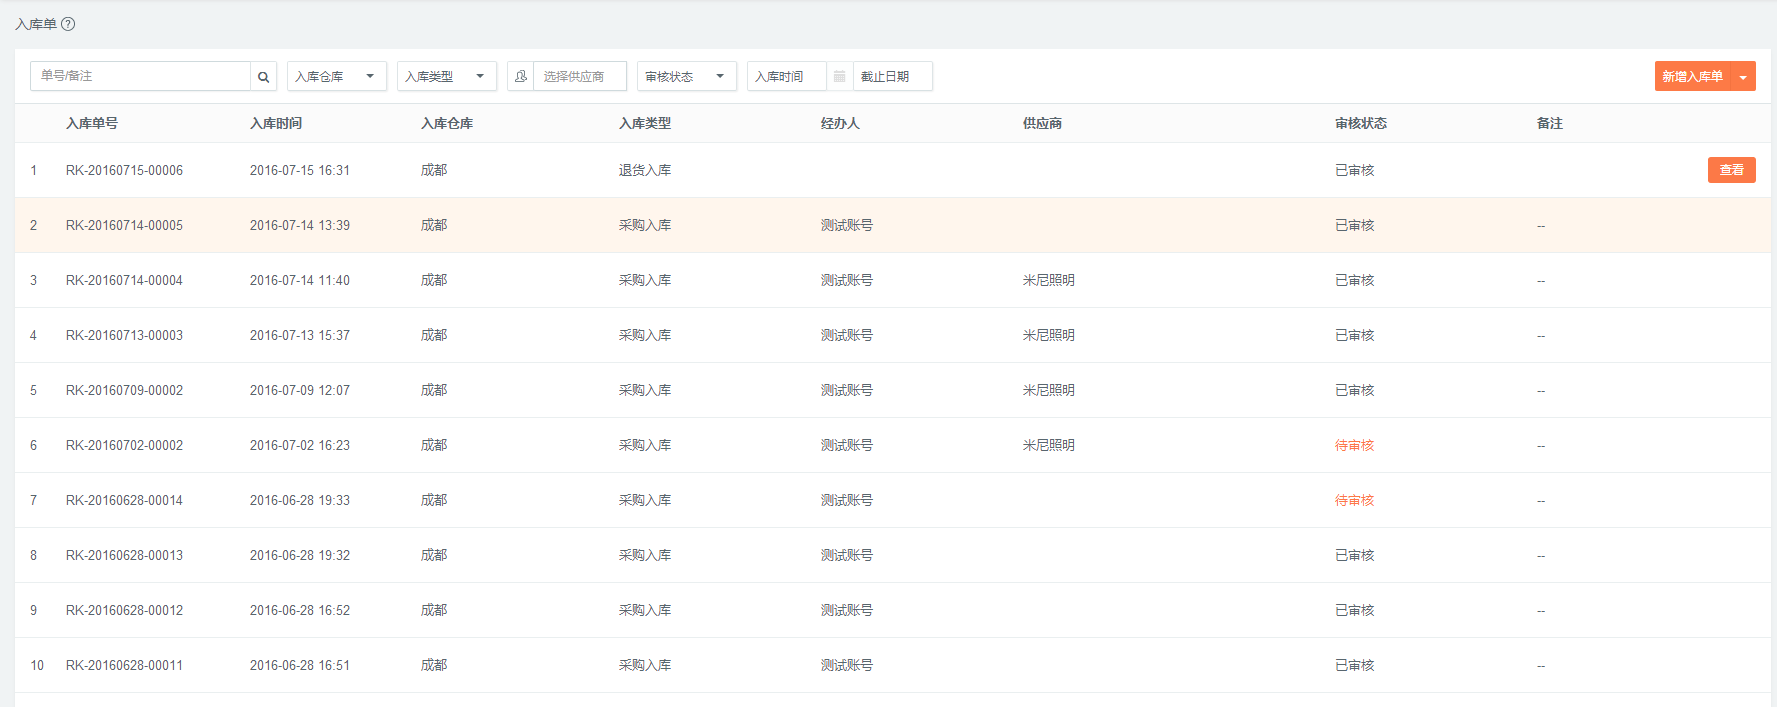 入库单
单号/备注 入库仓库 入库类型 选择供应商 审核状态 入库时间 截止日期 新增入库单
入库单号 入库时间 入库仓库 入库类型 经办人 供应商 审核状态 备注
1 RK-20160715-00006 2016-07-15 16:31 成都 退货入库 已审核 查看
2 RK-20160714-00005 2016-07-14 13:39 成都 采购入库 测试账号 已审核 --
3 RK-20160714-00004 2016-07-14 11:40 成都 采购入库 测试账号 米尼照明 已审核 --
4 RK-20160713-00003 2016-07-13 15:37 成都 采购入库 测试账号 米尼照明 已审核 --
5 RK-20160709-00002 2016-07-09 12:07 成都 采购入库 测试账号 米尼照明 已审核 --
6 RK-20160702-00002 2016-07-02 16:23 成都 采购入库 测试账号 米尼照明 待审核 --
7 RK-20160628-00014 2016-06-28 19:33 成都 采购入库 测试账号 待审核 --
8 RK-20160628-00013 2016-06-28 19:32 成都 采购入库 测试账号 已审核 --
9 RK-20160628-00012 2016-06-28 16:52 成都 采购入库 测试账号 已审核 --
10 RK-20160628-00011 2016-06-28 16:51 成都 采购入库 测试账号 已审核 --